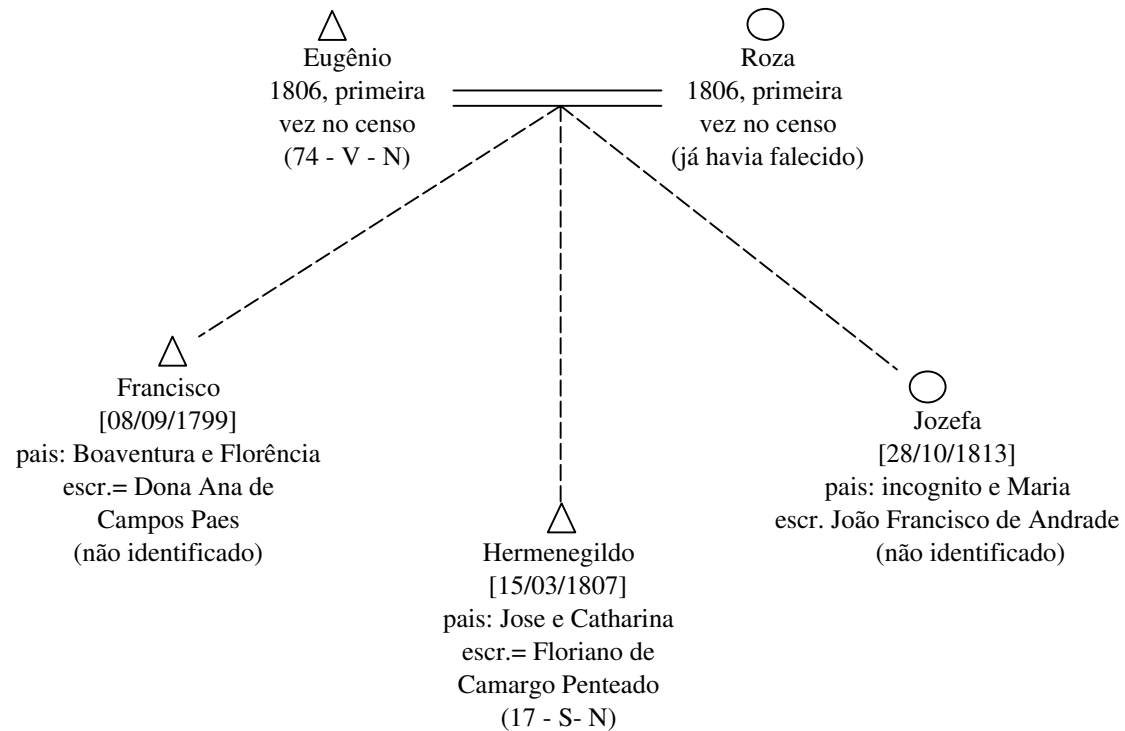 Eugênio
1806, primeira
vez no censo
(74 - V - N)
Roza
1806, primeira
vez no censo
(já havia falecido)
Francisco
[08/09/1799]
pais: Boaventura e Florência
escr.= Dona Ana de
Campos Paes
(não identificado)
Hermenegildo
[15/03/1807]
pais: Jose e Catharina
escr.= Floriano de
Camargo Penteado
(17 - S- N)
Jozefa
[28/10/1813]
pais: incognito e Maria
escr. João Francisco de Andrade
(não identificado)